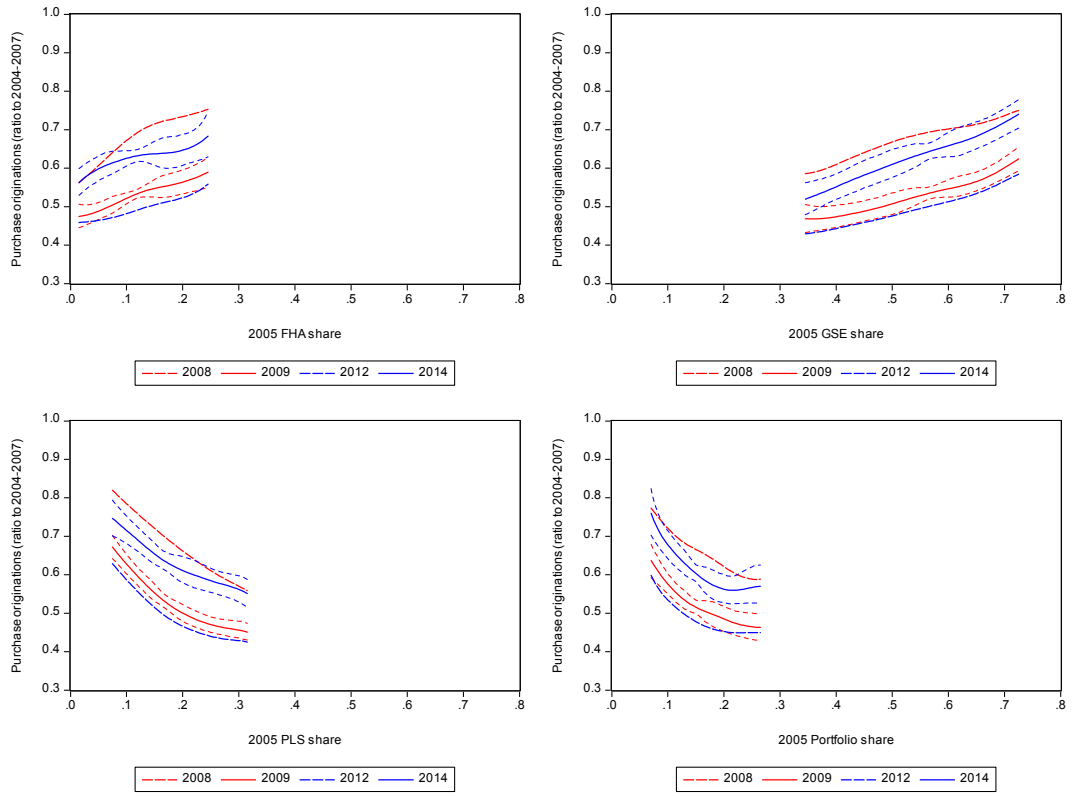 1.0
0.9
0.8
0.7
0.6
0.5
0.4
0.3
Purchase originations (ratio to 2004-2007)
.0 .1 .2 .3 .4 .5 .6 .7 .8
2005 FHA share
2008 2009 2012 2014
1.0
0.9
0.8
0.7
0.6
0.5
0.4
0.3
Purchase originations (ratio to 2004-2007)
.0 .1 .2 .3 .4 .5 .6 .7 .8
2005 GSE share
2008 2009 2012 2014
1.0
0.9
0.8
0.7
0.6
0.5
0.4
0.3
Purchase originations (ratio to 2004-2007)
.0 .1 .2 .3 .4 .5 .6 .7 .8
2005 PLS share
2008 2009 2012 2014
1.0
0.9
0.8
0.7
0.6
0.5
0.4
0.3
Purchase originations (ratio to 2004-2007)
.0 .1 .2 .3 .4 .5 .6 .7 .8
2005 Portfolio share
2008 2009 2012 2014